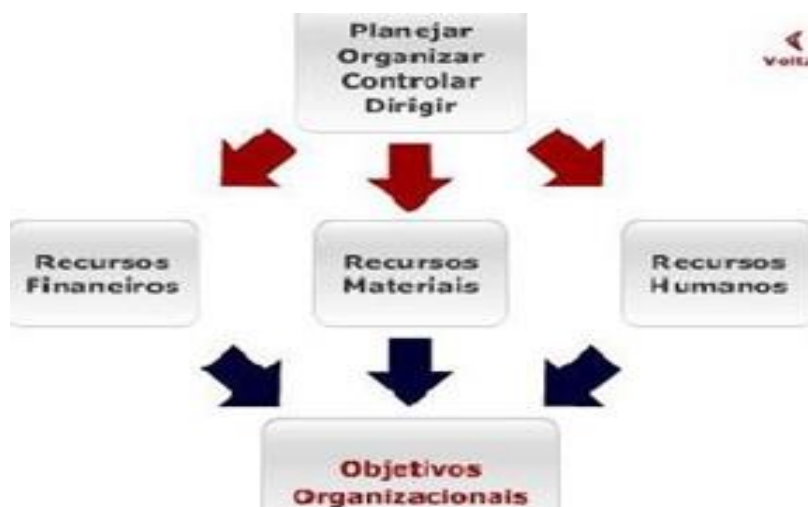 Planejar
Organizar
Controlar
Dirigir
Recursos
Financeiros
Recursos
Materiais
Recursos
Humanos
Objetivos
Organizacionais